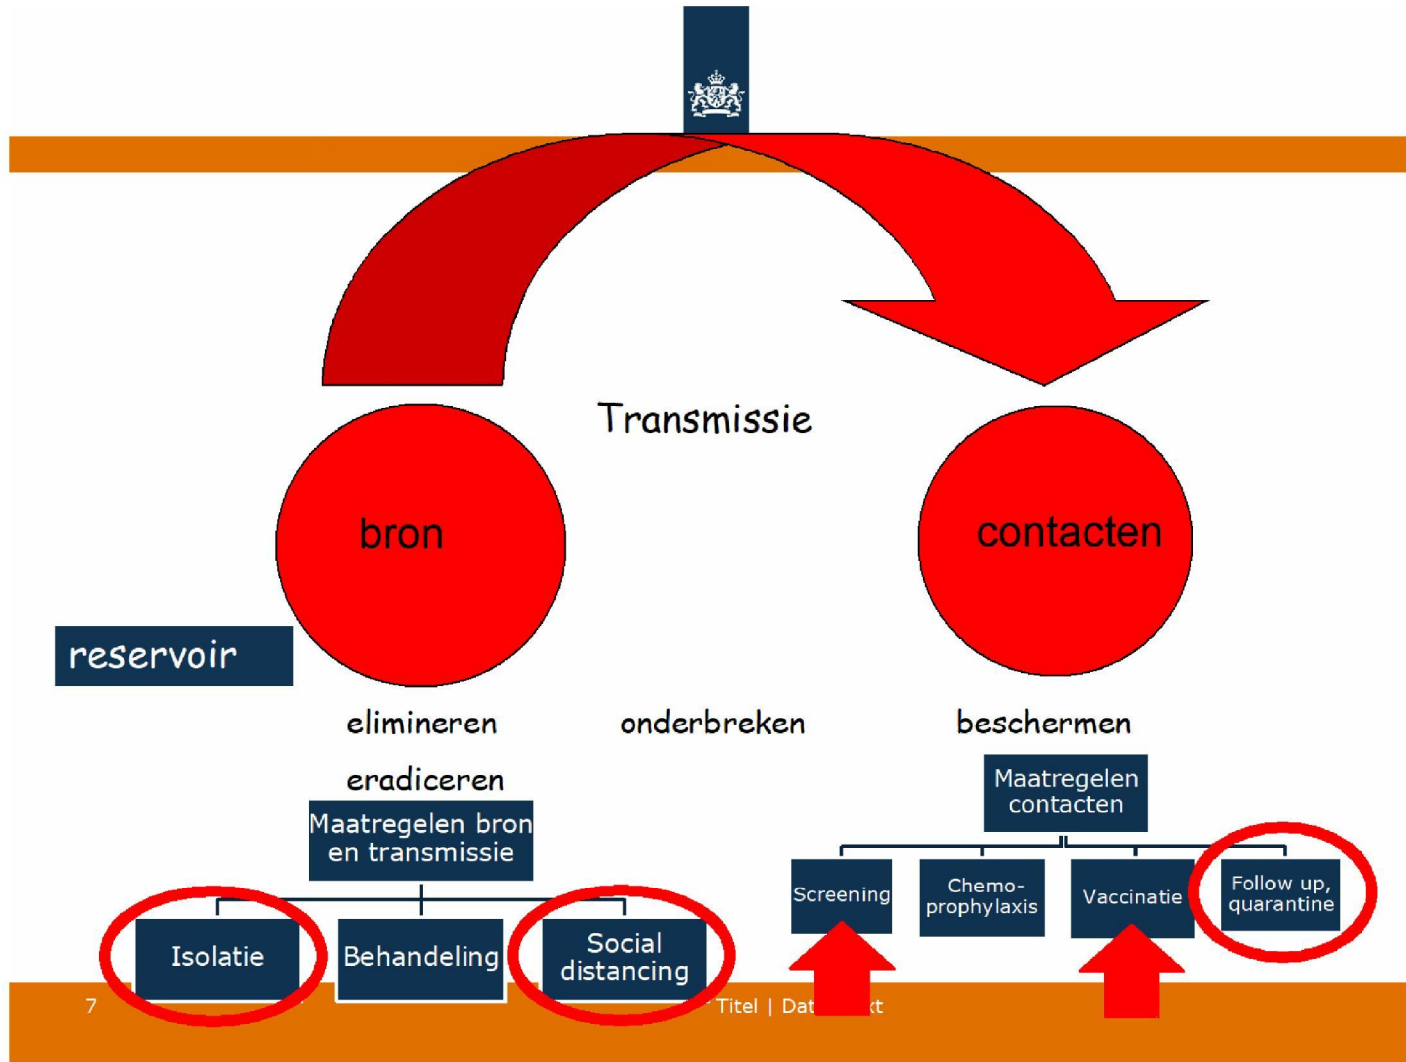 Transmissie
bron
contacten
reservoir
elimineren
onderbreken
beschermen
eradiceren
Maatregelen bron
en transmissie
Isolatie
Behandeling
Social
distancing
Maatregelen
contacten
Screening
Chemo-
prophylaxis
Vaccinatie
Follow up,
quarantine
7
Titel | Dat